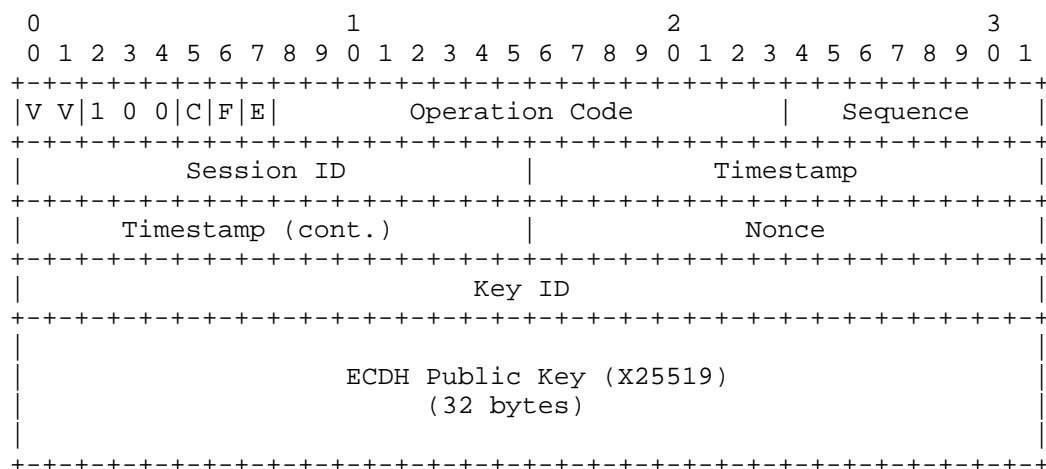 0                   1                   2                   3
 0 1 2 3 4 5 6 7 8 9 0 1 2 3 4 5 6 7 8 9 0 1 2 3 4 5 6 7 8 9 0 1
+-+-+-+-+-+-+-+-+-+-+-+-+-+-+-+-+-+-+-+-+-+-+-+-+-+-+-+-+-+-+-+-+
|V V|1 0 0|C|F|E|        Operation Code         |   Sequence    |
+-+-+-+-+-+-+-+-+-+-+-+-+-+-+-+-+-+-+-+-+-+-+-+-+-+-+-+-+-+-+-+-+
|          Session ID           |           Timestamp           |
+-+-+-+-+-+-+-+-+-+-+-+-+-+-+-+-+-+-+-+-+-+-+-+-+-+-+-+-+-+-+-+-+
|      Timestamp (cont.)        |             Nonce             |
+-+-+-+-+-+-+-+-+-+-+-+-+-+-+-+-+-+-+-+-+-+-+-+-+-+-+-+-+-+-+-+-+
|                            Key ID                             |
+-+-+-+-+-+-+-+-+-+-+-+-+-+-+-+-+-+-+-+-+-+-+-+-+-+-+-+-+-+-+-+-+
|                                                               |
|                    ECDH Public Key (X25519)                   |
|                         (32 bytes)                            |
|                                                               |
+-+-+-+-+-+-+-+-+-+-+-+-+-+-+-+-+-+-+-+-+-+-+-+-+-+-+-+-+-+-+-+-+